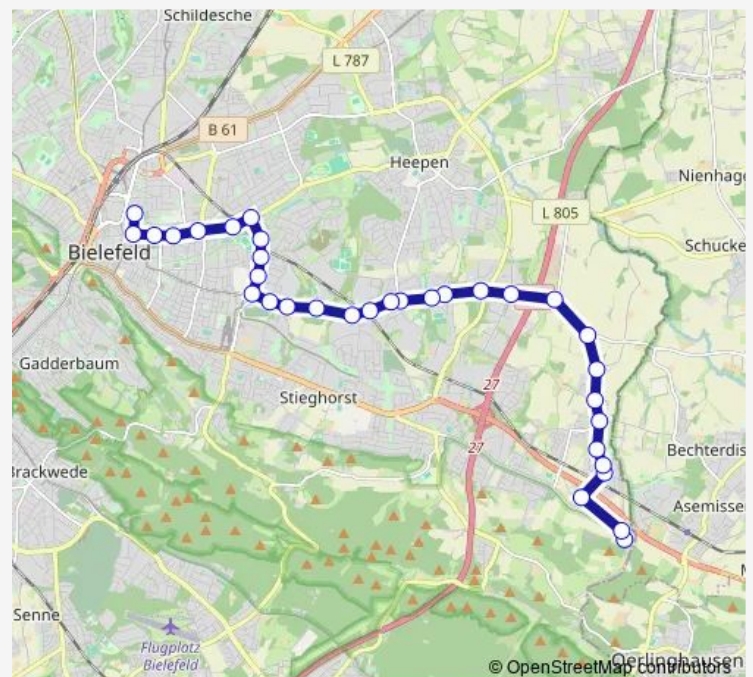 Schildesche
L 787
B 61
Heepen
Nienhage
L 805
Schucke
Bielefeld
Gadderbaum
27
Stieghorst
27
Bechterdis
Brackwede
Asemisse
Senne
Flugplatz
Bielefeld
Oerlinghausen
© OpenStreetMap contributors